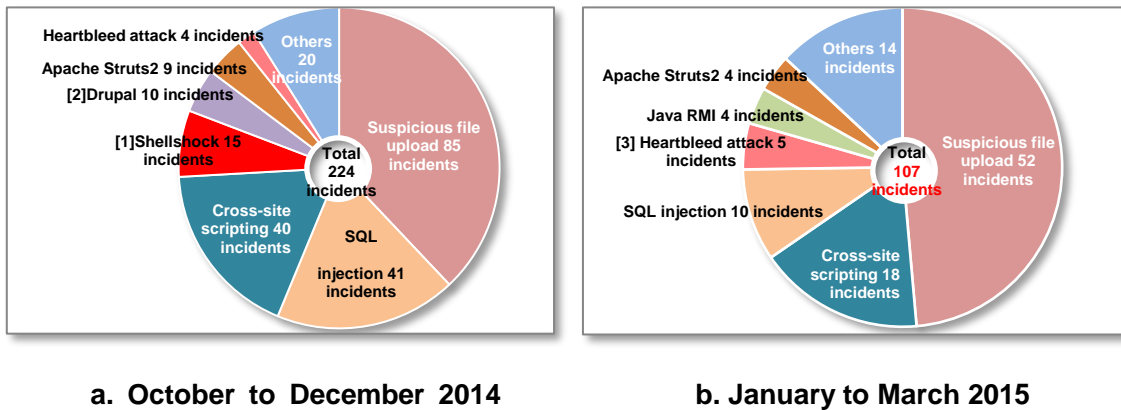 Heartbleed attack 4 incidents
Others
20
incidents
Apache Struts2 9 incidents
[2]Drupal 10 incidents
[1]Shellshock 15
incidents
Suspicious file
upload 85
incidents
Total
224
incidents
Cross-site
scripting 40
incidents
SQL
injection 41
incidents
a. October to December 2014
Others 14
incidents
Apache Struts2 4 incidents
Java RMI 4 incidents
[3] Heartbleed attack 5
incidents
Suspicious file
upload 52
incidents
Total
107
incidents
SQL injection 10 incidents
Cross-site
scripting 18
incidents
b. January to March 2015